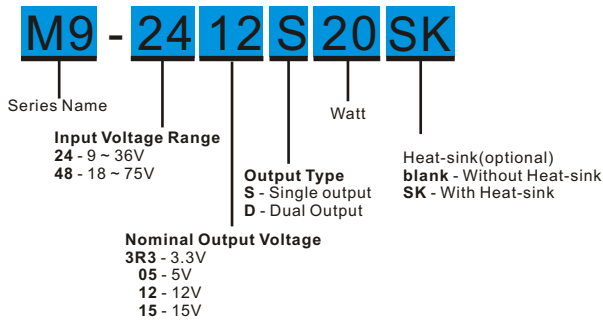 M9 - 24 12 S 20 SK
Series Name
Input Voltage Range
24 - 9 ~ 36V
48 - 18 ~ 75V
Nominal Output Voltage
3R3 - 3.3V
05 - 5V
12 - 12V
15 - 15V
Output Type
S - Single output
D - Dual Output
Watt
Heat-sink(optional)
blank - Without Heat-sink
SK - With Heat-sink